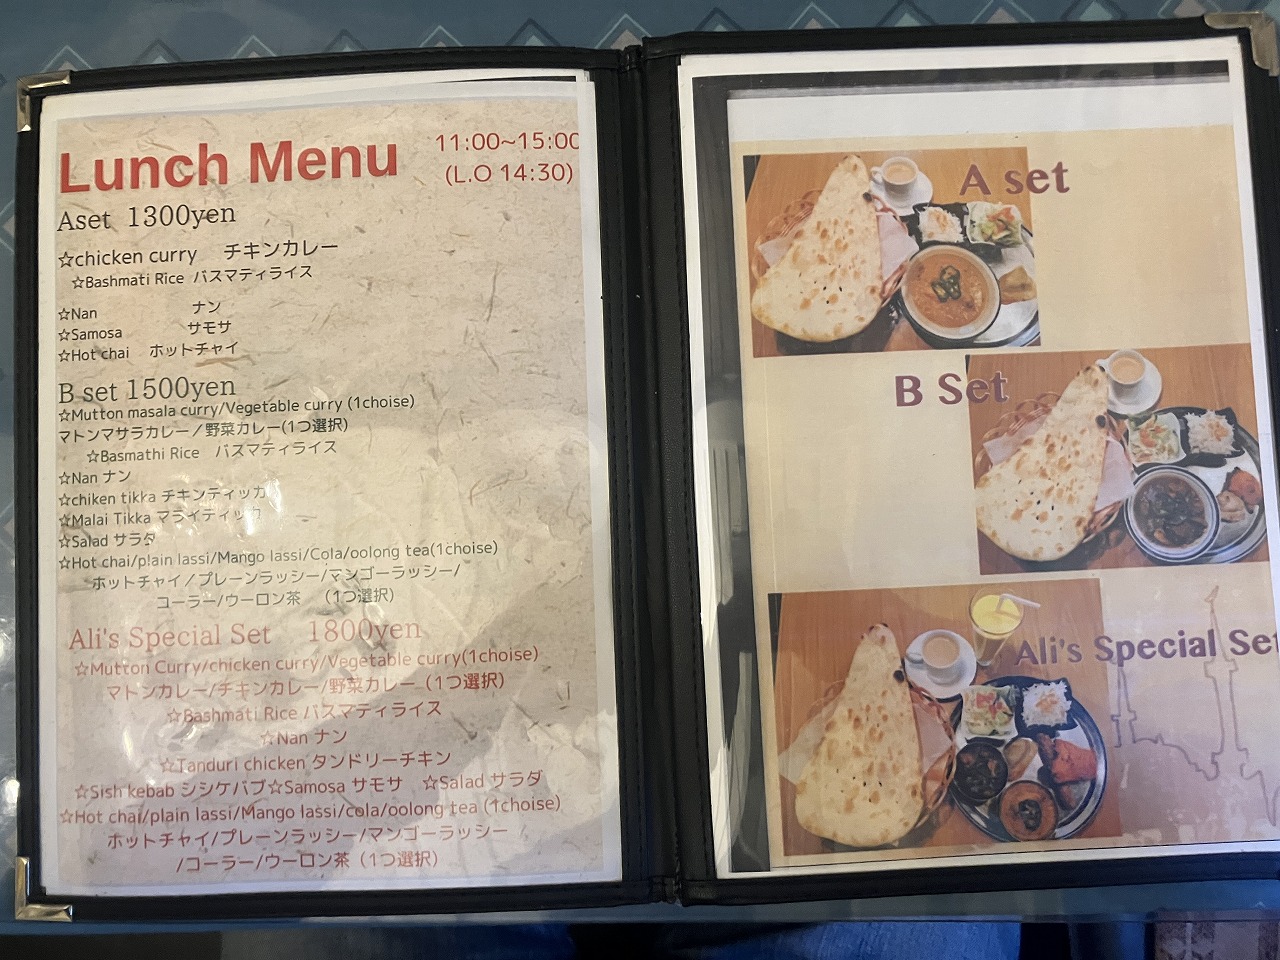 Lunch Menu
11:00~15:00
(L.O 14:30)
Aset 1300yen
☆chicken curry チキンカレー
☆Bashmati Rice バスマティライス
☆Nan ナン
☆Samosa サモサ
☆Hot chai ホットチャイ
B set 1500yen
☆Mutton masala curry/Vegetable curry (1choise)
マトンマサラカレー/野菜カレー(1つ選択)
☆Basmathi Rice バスマティライス
☆Nan ナン
☆chiken tikka チキンティッカ
☆Malai Tikka マライティッカ
☆Salad サラダ
☆Hot chai/plain lassi/Mango lassi/Cola/oolong tea(1choise)
ホットチャイ/プレーンラッシー/マンゴーラッシー/
コーラー/ウーロン茶 (1つ選択)
Ali's Special Set 1800yen
☆Mutton Curry/chicken curry/Vegetable curry(1choise)
マトンカレー/チキンカレー/野菜カレー (1つ選択)
☆Bashmati Rice バスマティライス
☆Nan ナン
☆Tanduri chicken タンドリーチキン
☆Sish kebab シシケバブ☆Samosa サモサ ☆Salad サラダ
☆Hot chai/plain lassi/Mango lassi/cola/oolong tea (1choise)
ホットチャイ/プレーンラッシー/マンゴーラッシー
/コーラー/ウーロン茶 (1つ選択)
A set
B Set
Ali's Special Set